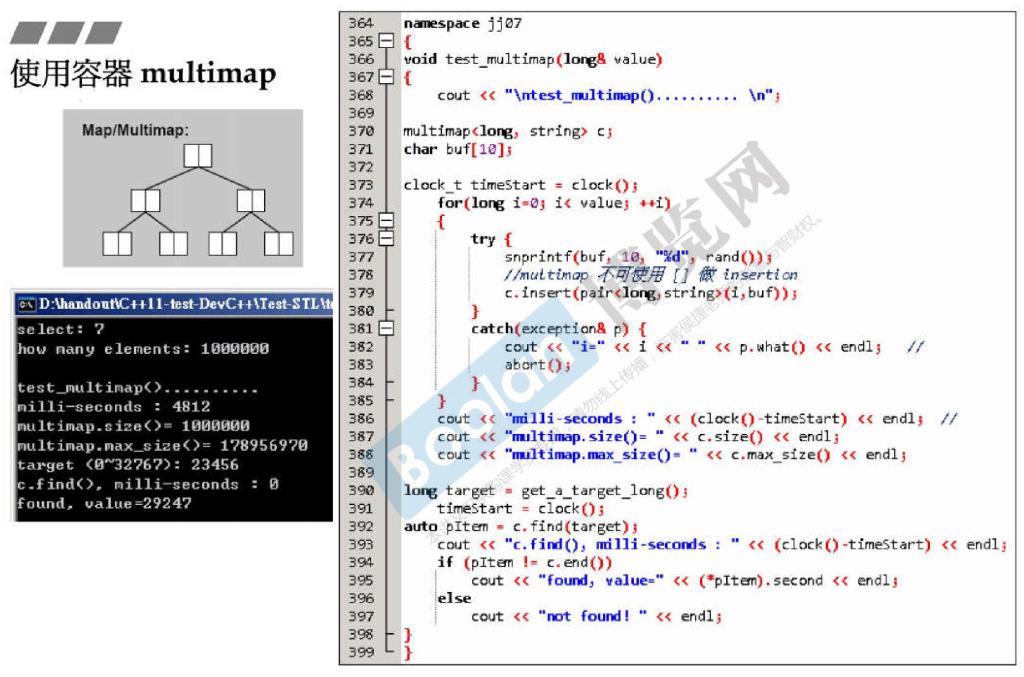 使用容器 multimap
Map/Multimap:
D:\handout\C++11-test-DevC++\Test-STL\te
select: 7
how many elements: 1000000
test_multimap()..........
milli-seconds : 4812
multimap.size()= 1000000
multimap.max_size()= 178956970
target (0~32767): 23456
c.find(), milli-seconds : 0
found, value=29247
364 namespace jj07
365 {
366 void test_multimap(long& value)
367 {
368 cout << "\ntest_multimap().......... \n";
369
370 multimap<long, string> c;
371 char buf[10];
372
373 clock_t timeStart = clock();
374 for(long i=0; i< value; ++i)
375 {
376 try {
377 snprintf(buf, 10, "%d", rand());
378 //multimap 不可使用 [] 做 insertion
379 c.insert(pair<long,string>(i,buf));
380 }
381 catch(exception& p) {
382 cout << "i=" << i << " " << p.what() << endl; //
383 abort();
384 }
385 }
386 cout << "milli-seconds : " << (clock()-timeStart) << endl; //
387 cout << "multimap.size()= " << c.size() << endl;
388 cout << "multimap.max_size()= " << c.max_size() << endl;
389
390 long target = get_a_target_long();
391 timeStart = clock();
392 auto pItem = c.find(target);
393 cout << "c.find(), milli-seconds : " << (clock()-timeStart) << endl;
394 if (pItem != c.end())
395 cout << "found, value=" << (*pItem).second << endl;
396 else
397 cout << "not found! " << endl;
398 }
399 }
Boolan
博览网